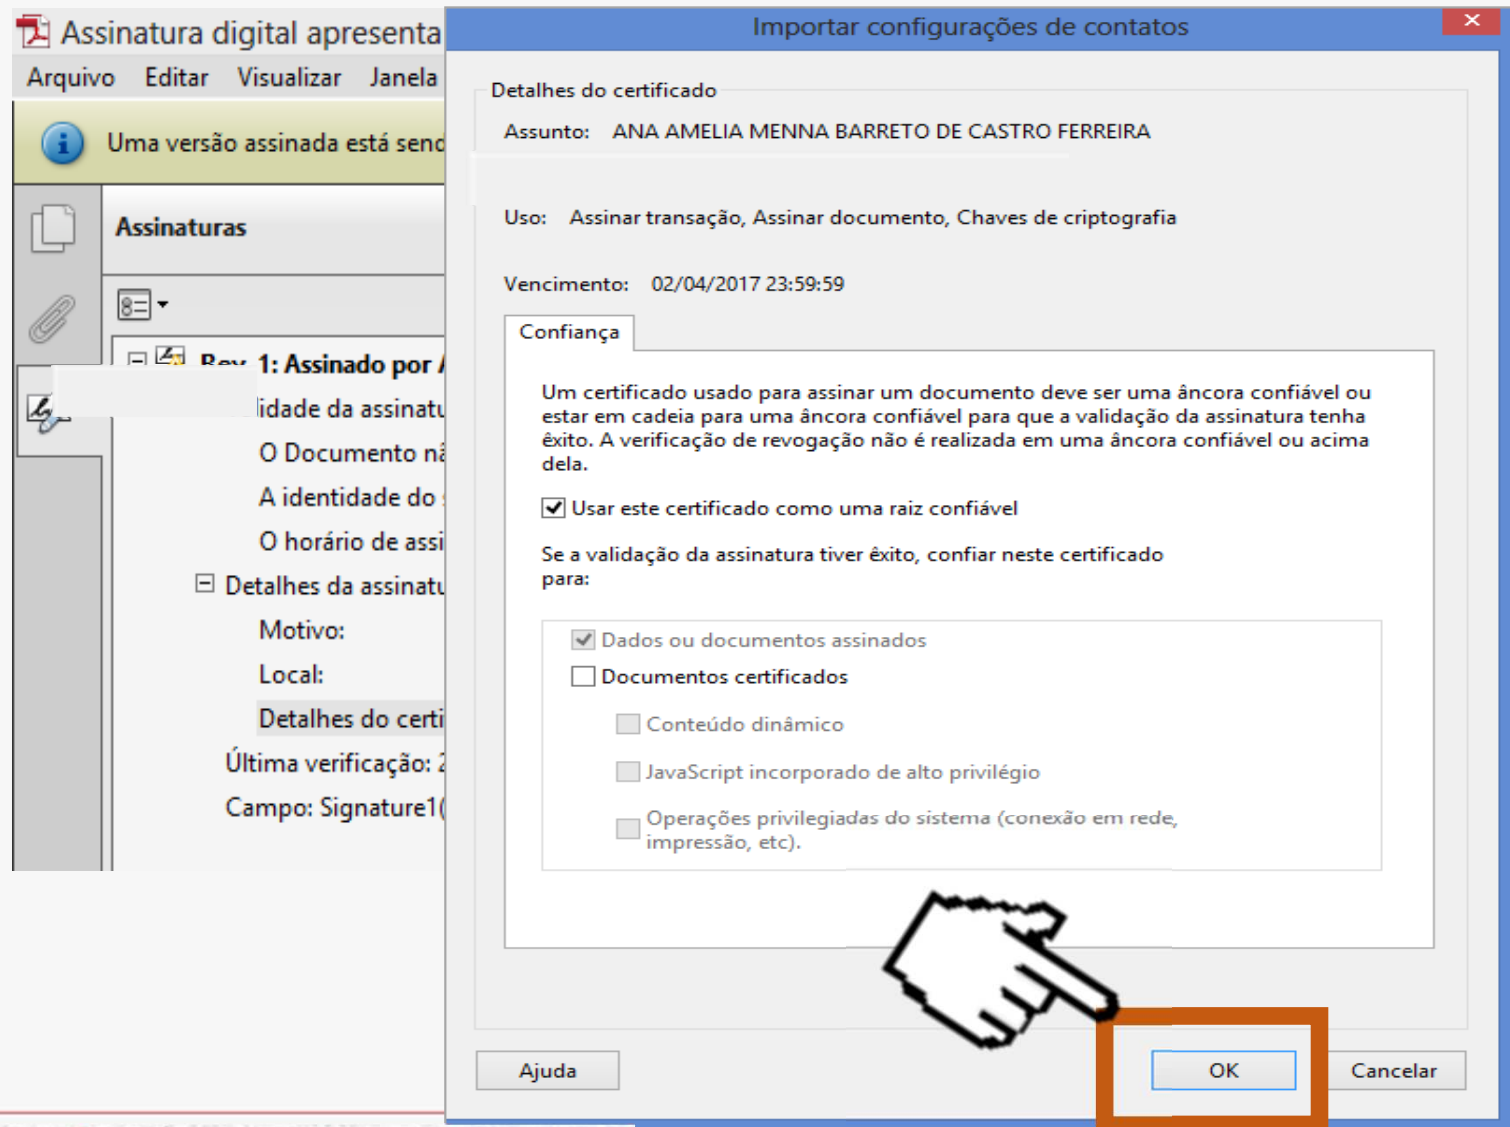 Assinatura digital apresenta
Arquivo Editar Visualizar Janela
Uma versão assinada está send
Assinaturas
Rev. 1: Assinado por A
lidade da assinatu
O Documento nã
A identidade do s
O horário de assi
Detalhes da assinatu
Motivo:
Local:
Detalhes do certi
Última verificação: 2
Campo: Signature1(
Importar configurações de contatos
Detalhes do certificado
Assunto: ANA AMELIA MENNA BARRETO DE CASTRO FERREIRA
Uso: Assinar transação, Assinar documento, Chaves de criptografia
Vencimento: 02/04/2017 23:59:59
Confiança
Um certificado usado para assinar um documento deve ser uma âncora confiável ou
estar em cadeia para uma âncora confiável para que a validação da assinatura tenha
êxito. A verificação de revogação não é realizada em uma âncora confiável ou acima
dela.
Usar este certificado como uma raiz confiável
Se a validação da assinatura tiver êxito, confiar neste certificado
para:
Dados ou documentos assinados
Documentos certificados
Conteúdo dinâmico
JavaScript incorporado de alto privilégio
Operações privilegiadas do sistema (conexão em rede,
impressão, etc).
Ajuda OK Cancelar